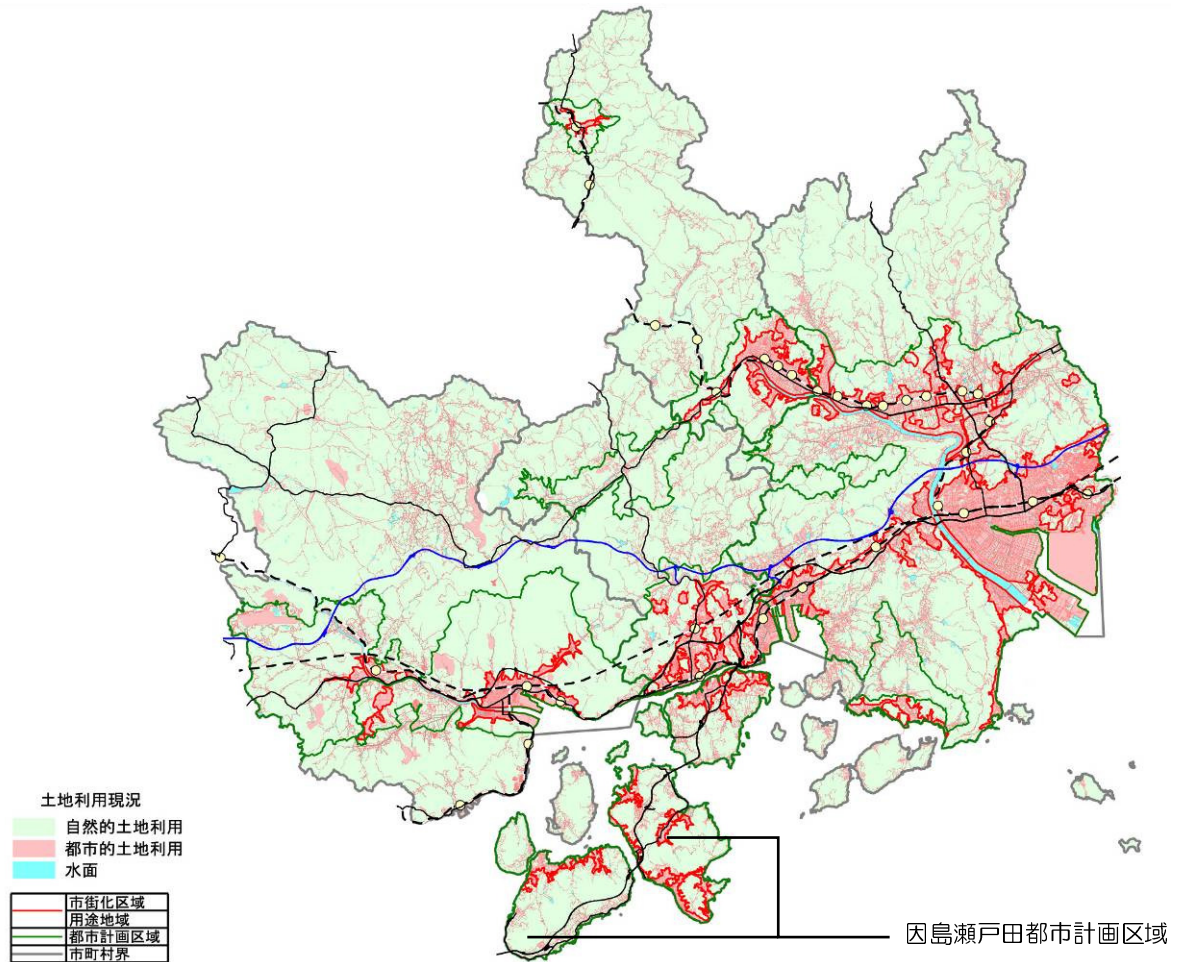 土地利用現況
自然的土地利用
都市的土地利用
水面
市街化区域
用途地域
都市計画区域
市町村界
因島瀬戸田都市計画区域